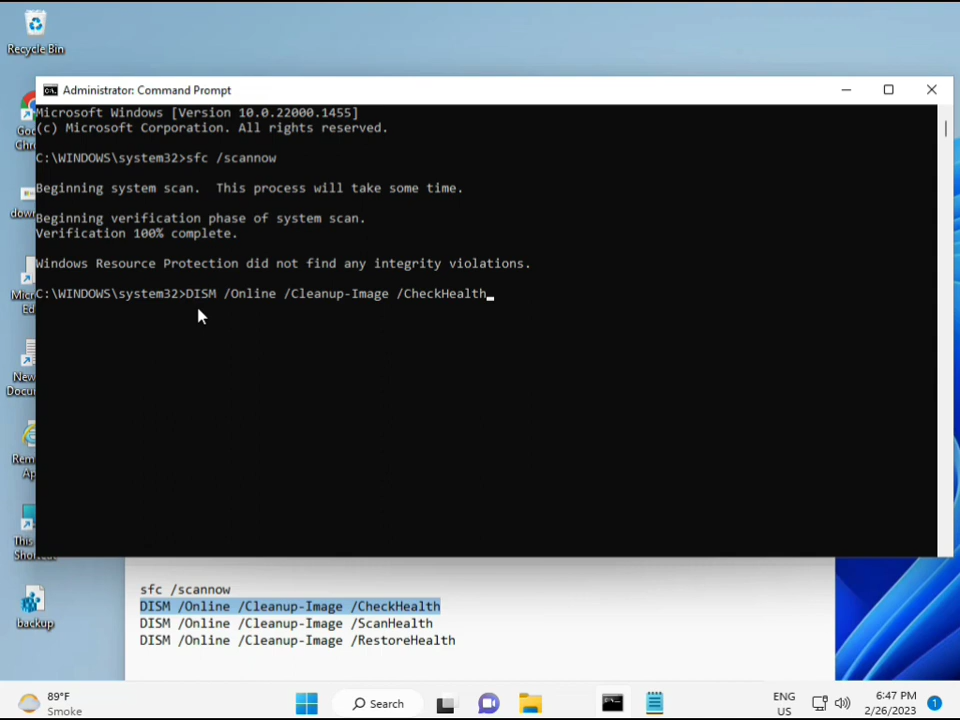 Recycle Bin
Administrator: Command Prompt
Microsoft Windows [Version 10.0.22000.1455]
(c) Microsoft Corporation. All rights reserved.
C:\WINDOWS\system32>sfc /scannow
Beginning system scan.  This process will take some time.
Beginning verification phase of system scan.
Verification 100% complete.
Windows Resource Protection did not find any integrity violations.
C:\WINDOWS\system32>DISM /Online /Cleanup-Image /CheckHealth
backup
sfc /scannow
DISM /Online /Cleanup-Image /CheckHealth
DISM /Online /Cleanup-Image /ScanHealth
DISM /Online /Cleanup-Image /RestoreHealth
89°F
Smoke
Search
ENG
US
6:47 PM
2/26/2023
1